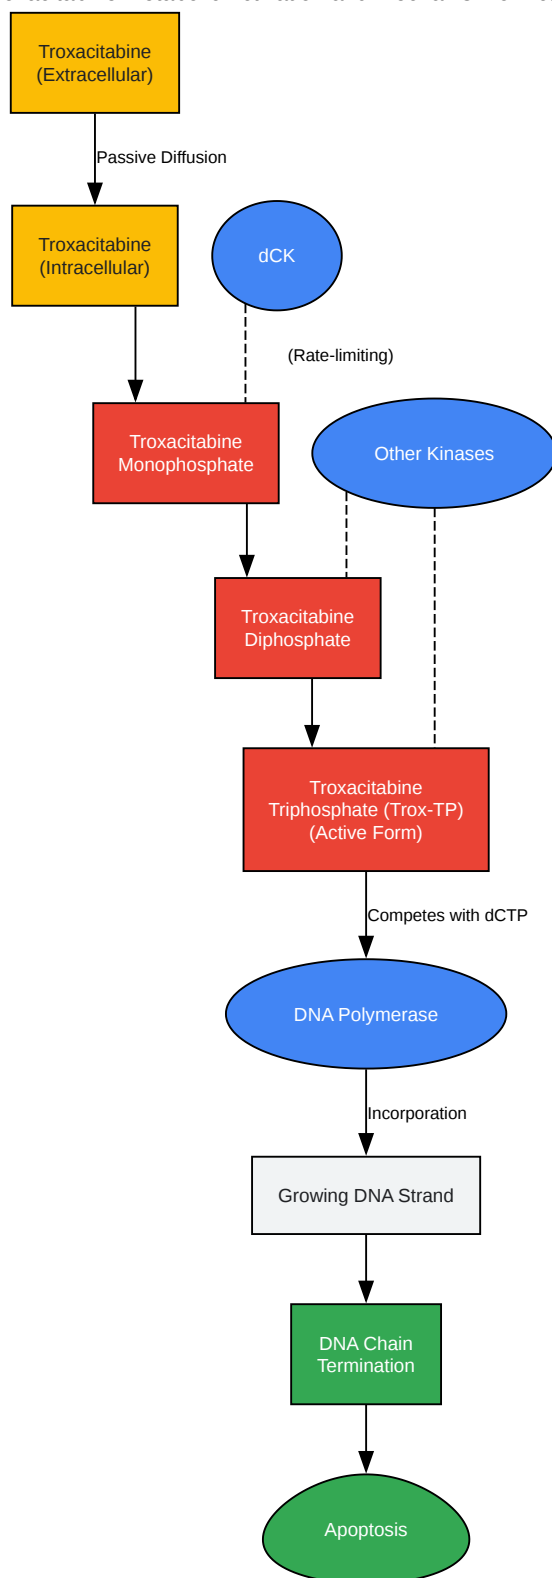 Troxacitabine
(Extracellular)
Passive Diffusion
Troxacitabine
(Intracellular)
dCK
(Rate-limiting)
Troxacitabine
Monophosphate
Other Kinases
Troxacitabine
Diphosphate
Troxacitabine
Triphosphate (Trox-TP)
(Active Form)
Competes with dCTP
DNA Polymerase
Incorporation
Growing DNA Strand
DNA Chain
Termination
Apoptosis